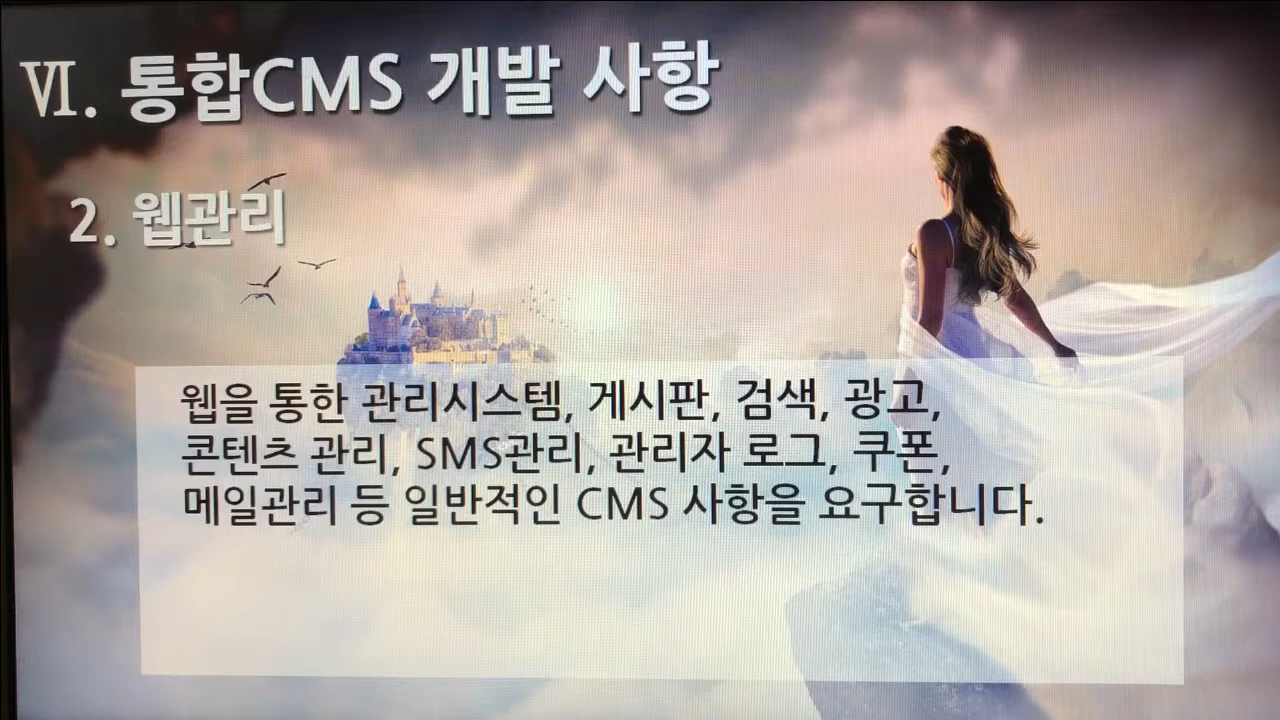 Ⅵ. 통합CMS 개발 사항
2. 웹관리
웹을 통한 관리시스템, 게시판, 검색, 광고,
콘텐츠 관리, SMS관리, 관리자 로그, 쿠폰,
메일관리 등 일반적인 CMS 사항을 요구합니다.